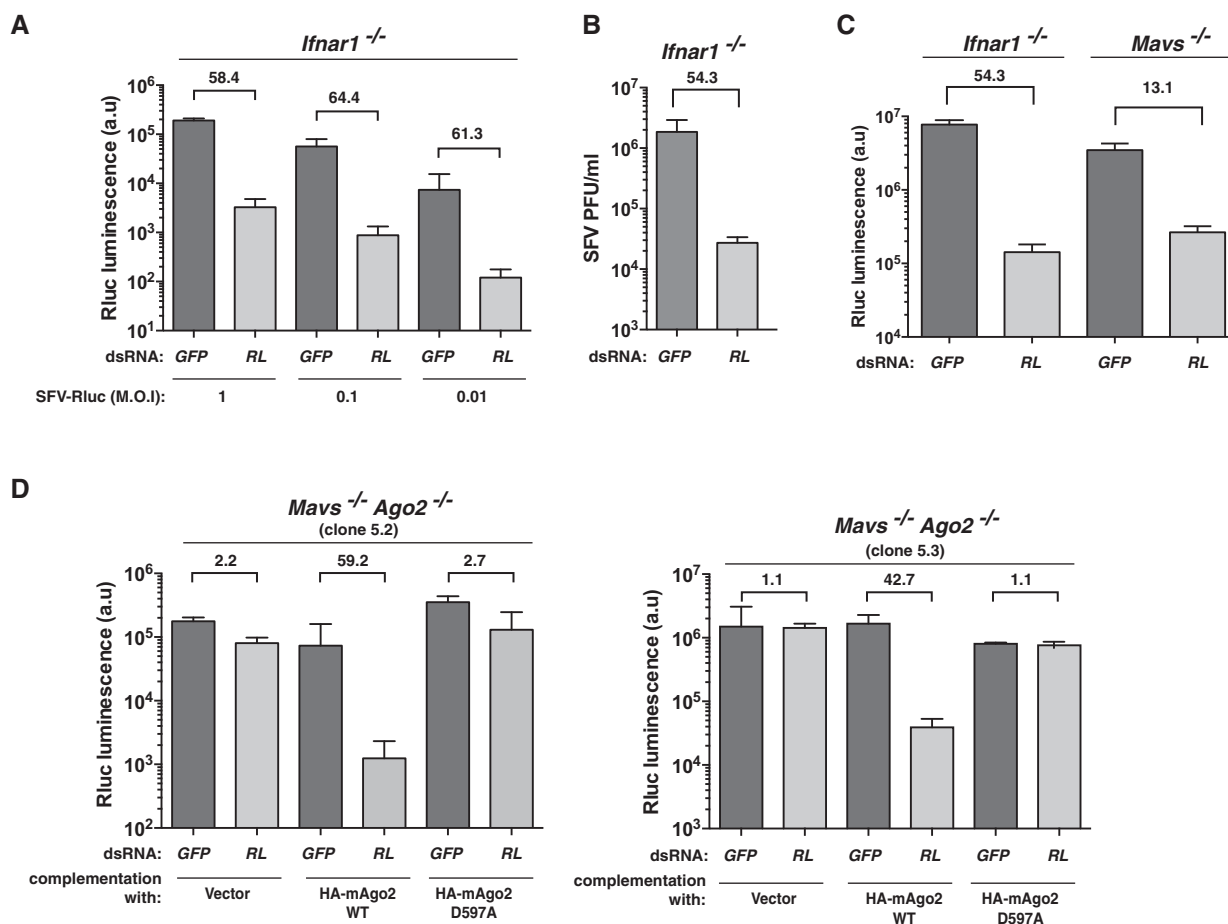 A
Ifnar1 -/-
58.4
64.4
61.3
Rluc luminescence (a.u)
10^6
10^5
10^4
10^3
10^2
10^1
dsRNA: GFP RL GFP RL GFP RL
SFV-Rluc (M.O.I): 1 0.1 0.01
B
Ifnar1 -/-
54.3
SFV PFU/ml
10^7
10^6
10^5
10^4
10^3
dsRNA: GFP RL
C
Ifnar1 -/- Mavs -/-
54.3 13.1
Rluc luminescence (a.u)
10^7
10^6
10^5
10^4
dsRNA: GFP RL GFP RL
D
Mavs -/- Ago2 -/-
(clone 5.2)
2.2 59.2 2.7
Rluc luminescence (a.u)
10^6
10^5
10^4
10^3
10^2
dsRNA: GFP RL GFP RL GFP RL
complementation
with: Vector HA-mAgo2 HA-mAgo2
WT D597A
Mavs -/- Ago2 -/-
(clone 5.3)
1.1 42.7 1.1
Rluc luminescence (a.u)
10^7
10^6
10^5
10^4
10^3
dsRNA: GFP RL GFP RL GFP RL
complementation
with: Vector HA-mAgo2 HA-mAgo2
WT D597A